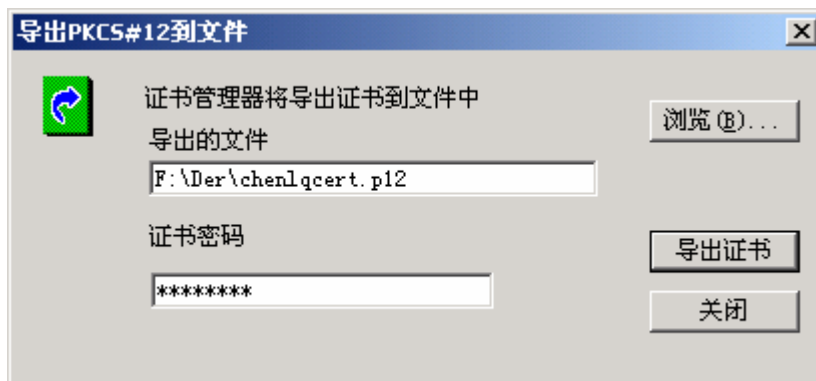 导出PKCS#12到文件
证书管理器将导出证书到文件中
浏览(B)...
导出的文件
F:\Der\chenlqcert.p12
证书密码
导出证书
********
关闭